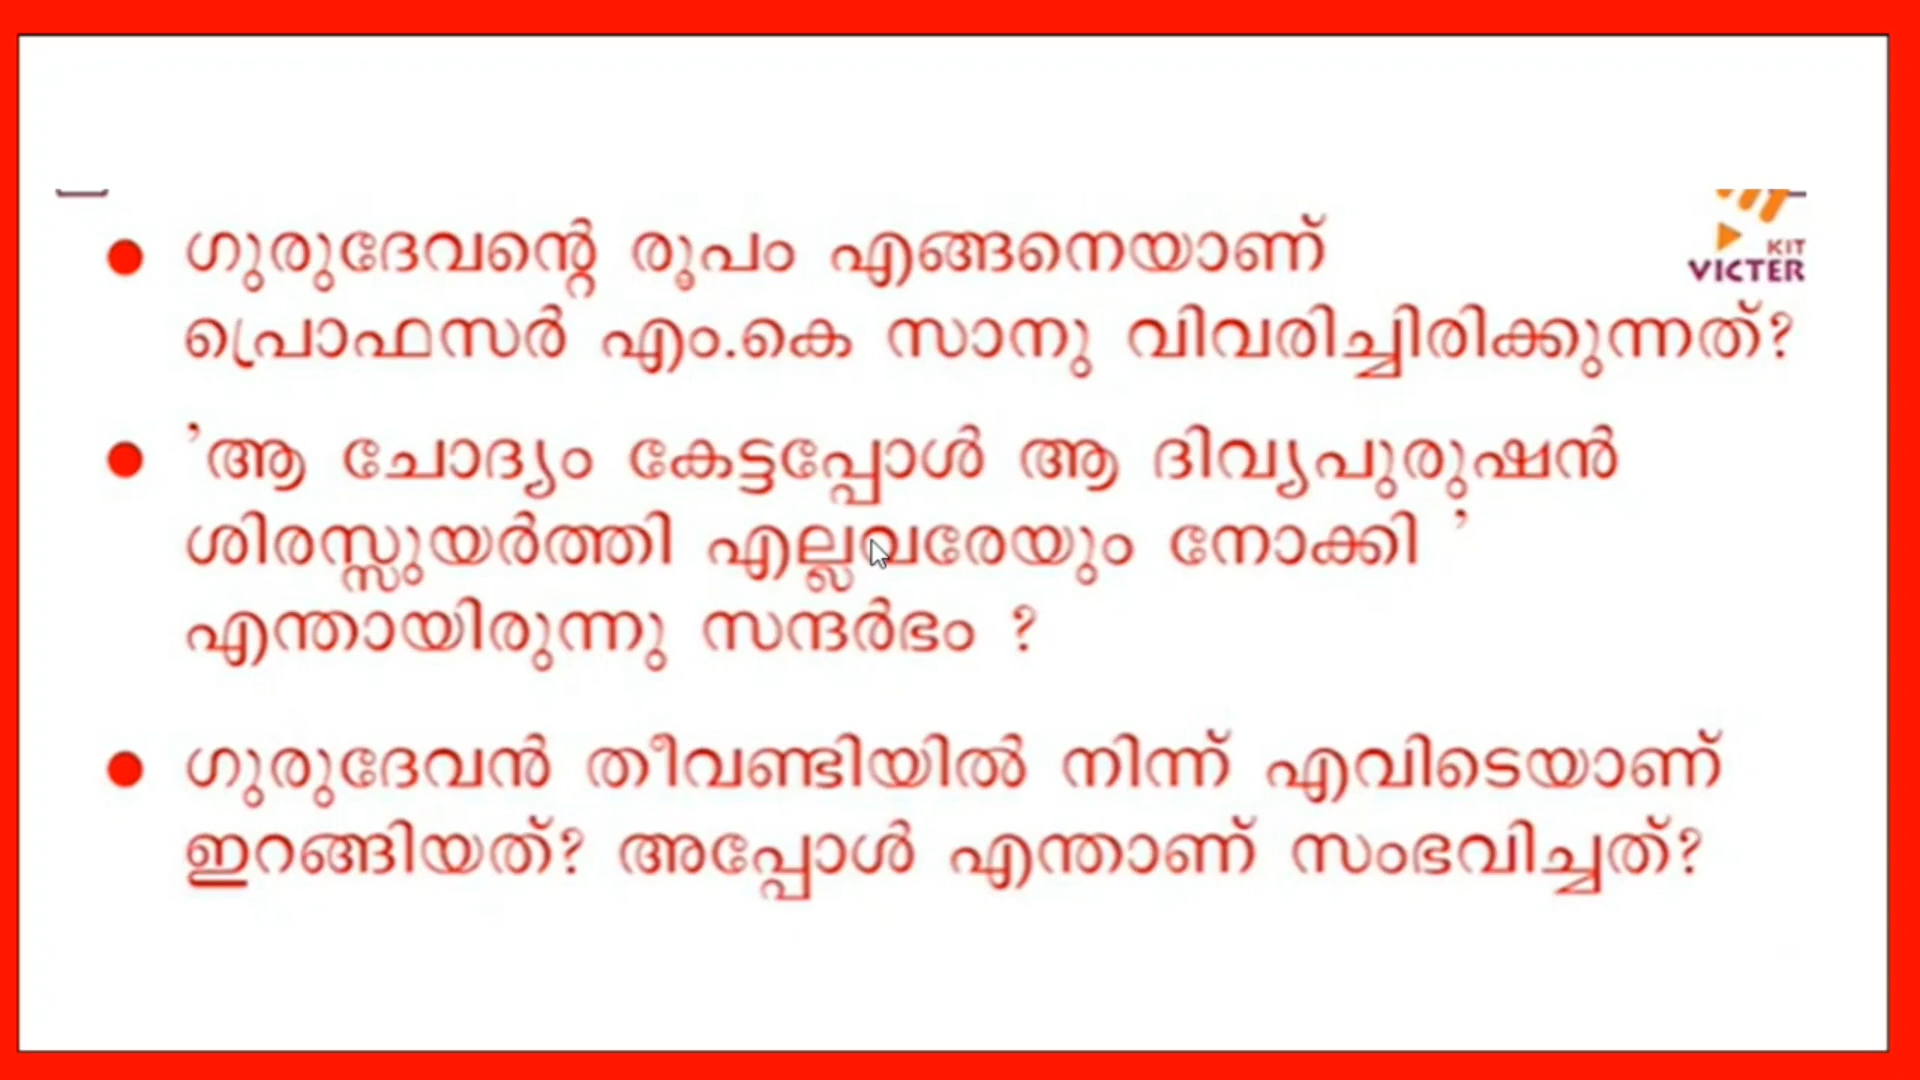 ഗുരുദേവന്റെ രൂപം എങ്ങനെയാണ്
KIT
VICTER
പ്രൊഫസർ എം.കെ സാനു വിവരിച്ചിരിക്കുന്നത്?
’ആ ചോദ്യം കേട്ടപ്പോൾ ആ ദിവ്യപുരുഷൻ
ശിരസ്സുയർത്തി എല്ലവരേയും നോക്കി ’
എന്തായിരുന്നു സന്ദർഭം ?
ഗുരുദേവൻ തീവണ്ടിയിൽ നിന്ന് എവിടെയാണ്
ഇറങ്ങിയത്? അപ്പോൾ എന്താണ് സംഭവിച്ചത്?